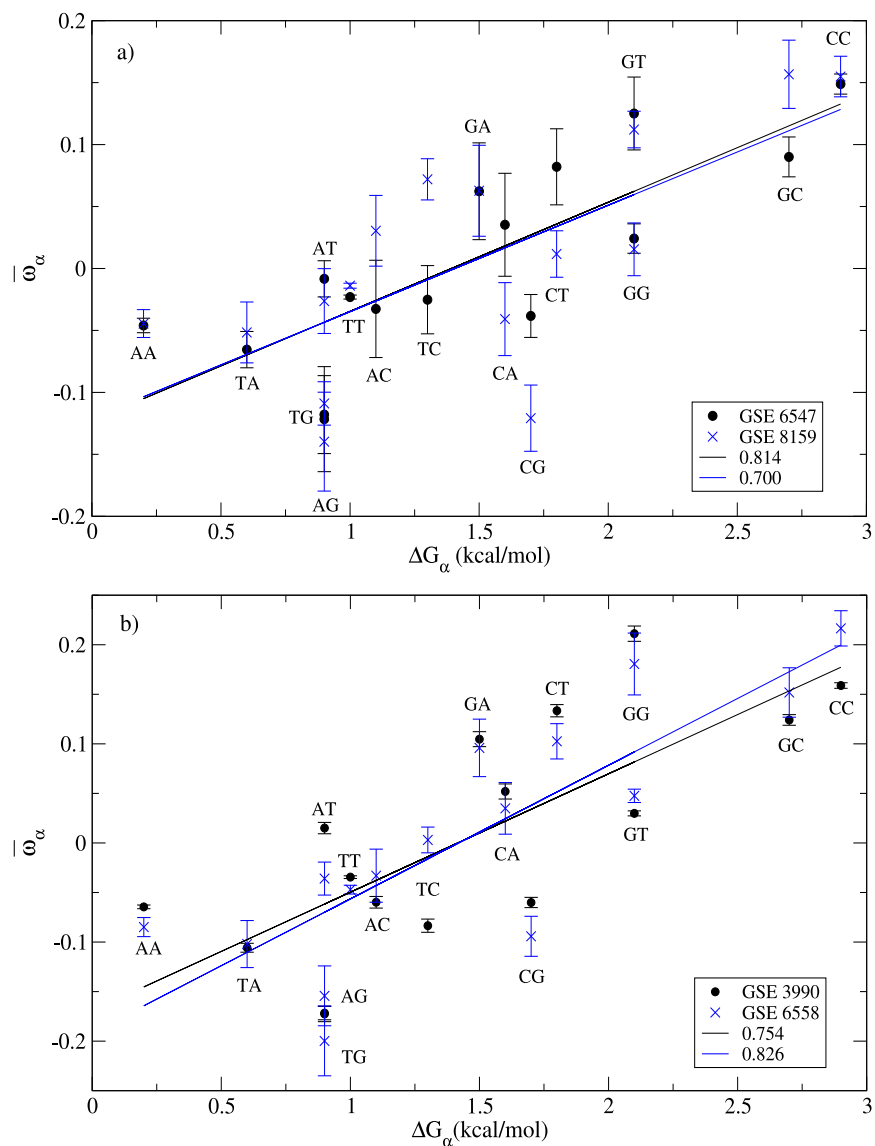 a)
0.2
0.1
0
-0.1
-0.2
ω̅α
CC
GT
GA
GC
AT
AA
TT
TA
AC
TC
CT
GG
CA
TG
CG
AG
GSE 6547
GSE 8159
0.814
0.700
0 0.5 1 1.5 2 2.5 3
ΔGα (kcal/mol)
b)
0.2
0.1
0
-0.1
-0.2
ω̅α
CT
GA
GG
CC
GC
AT
GT
TT
CA
TC
AC
AA
CG
TA
AG
TG
GSE 3990
GSE 6558
0.754
0.826
0 0.5 1 1.5 2 2.5 3
ΔGα (kcal/mol)